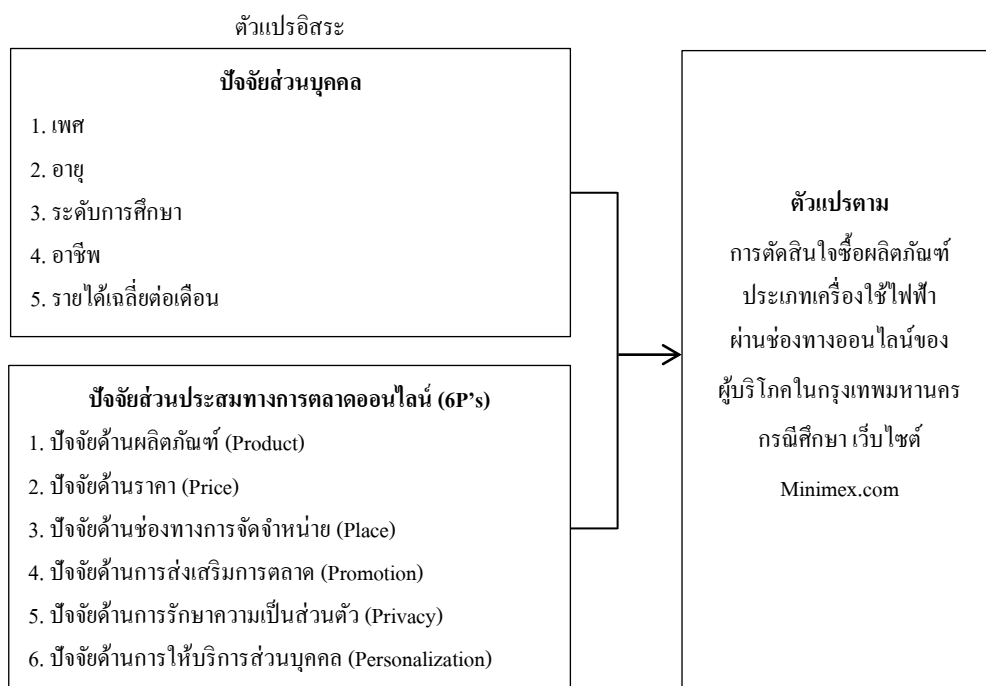 ตัวแปรอิสระ
ปัจจัยส่วนบุคคล
1. เพศ
2. อายุ
3. ระดับการศึกษา
4. อาชีพ
5. รายได้เฉลี่ยต่อเดือน
ปัจจัยส่วนประสมทางการตลาดออนไลน์ (6P’s)
1. ปัจจัยด้านผลิตภัณฑ์ (Product)
2. ปัจจัยด้านราคา (Price)
3. ปัจจัยด้านช่องทางการจัดจำหน่าย (Place)
4. ปัจจัยด้านการส่งเสริมการตลาด (Promotion)
5. ปัจจัยด้านการรักษาความเป็นส่วนตัว (Privacy)
6. ปัจจัยด้านการให้บริการส่วนบุคคล (Personalization)
ตัวแปรตาม
การตัดสินใจซื้อผลิตภัณฑ์
ประเภทเครื่องใช้ไฟฟ้า
ผ่านช่องทางออนไลน์ของ
ผู้บริโภคในกรุงเทพมหานคร
กรณีศึกษา เว็บไซต์
Minimex.com